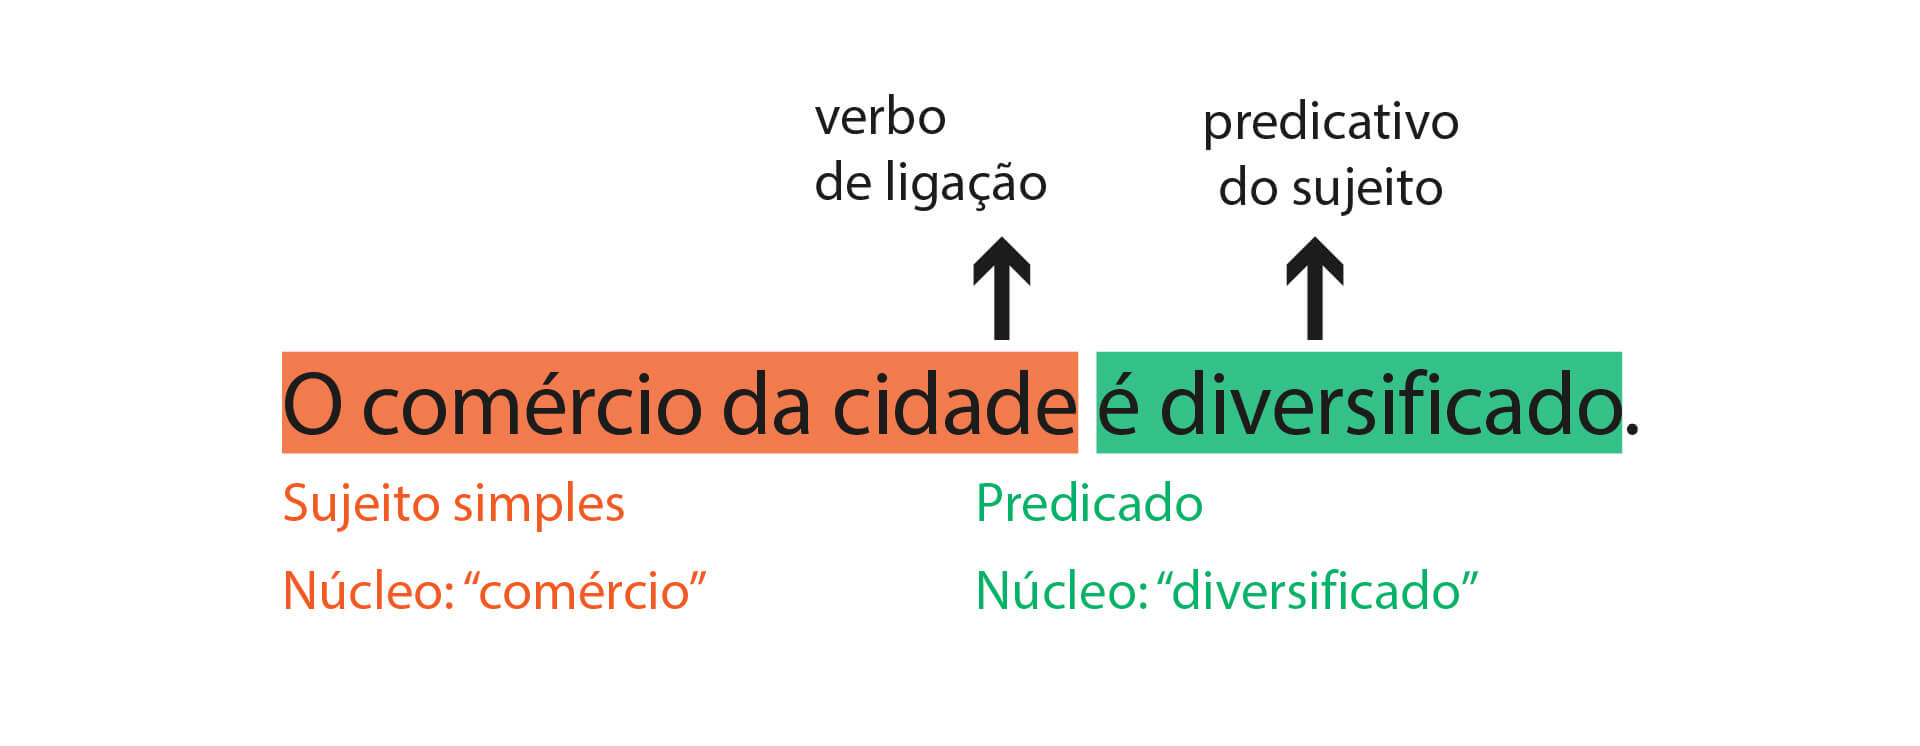 verbo
de ligação
predicativo
do sujeito
O comércio da cidade é diversificado.
Sujeito simples
Núcleo: “comércio”
Predicado
Núcleo: “diversificado”